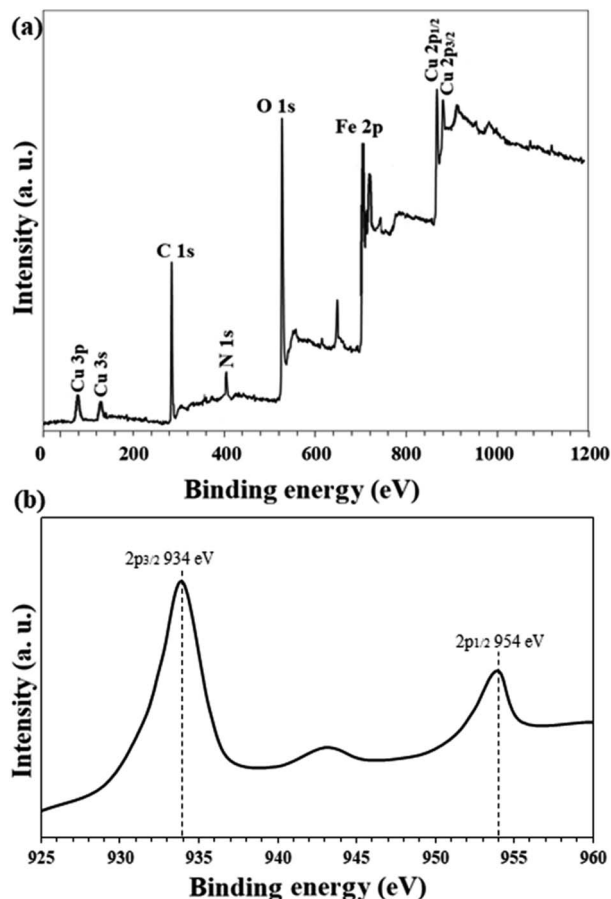 (a)
Cu 3p
Cu 3s
C 1s
N 1s
O 1s
Fe 2p
Cu 2p1/2
Cu 2p3/2
Intensity (a. u.)
0 200 400 600 800 1000 1200
Binding energy (eV)
(b)
2p3/2 934 eV
2p1/2 954 eV
Intensity (a. u.)
925 930 935 940 945 950 955 960
Binding energy (eV)